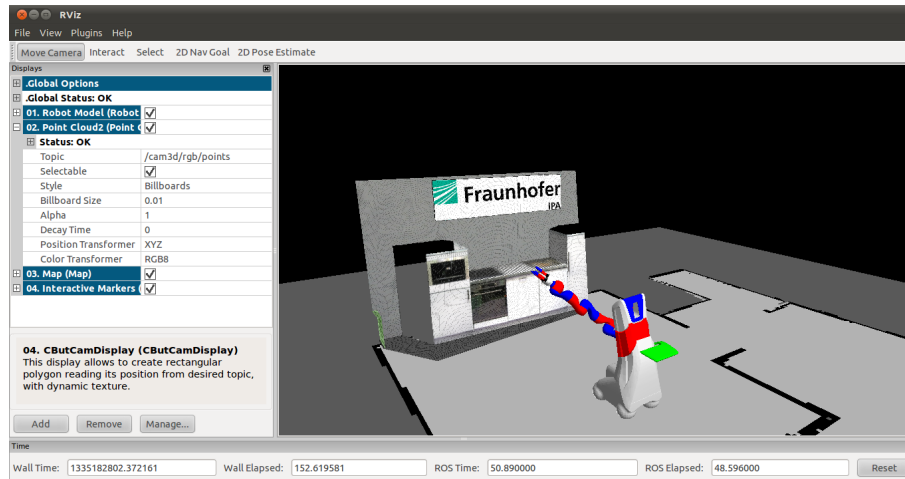 RViz
File View Plugins Help
Move Camera Interact Select 2D Nav Goal 2D Pose Estimate
Displays
.Global Options
.Global Status: OK
01. Robot Model (Robot
02. Point Cloud2 (Point C
Status: OK
Topic /cam3d/rgb/points
Selectable
Style Billboards
Billboard Size 0.01
Alpha 1
Decay Time 0
Position Transformer XYZ
Color Transformer RGB8
03. Map (Map)
04. Interactive Markers (
04. CButCamDisplay (CButCamDisplay)
This display allows to create rectangular
polygon reading its position from desired topic,
with dynamic texture.
Add Remove Manage...
Fraunhofer
IPA
Time
Wall Time: 1335182802.372161 Wall Elapsed: 152.619581 ROS Time: 50.890000 ROS Elapsed: 48.596000 Reset